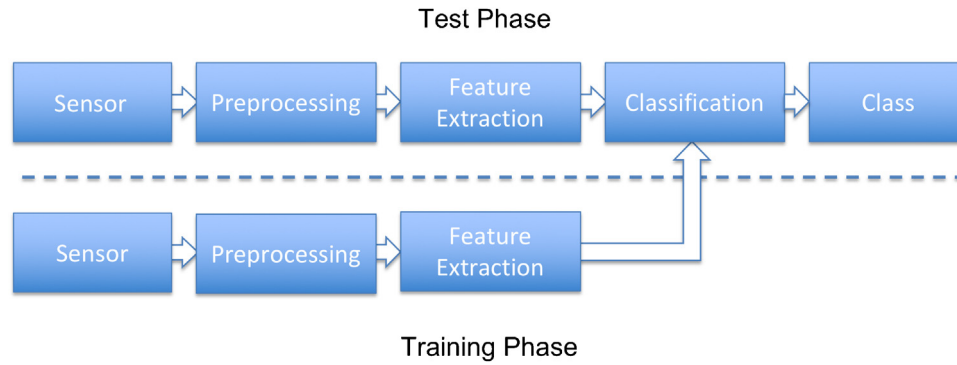 Test Phase
Sensor
Preprocessing
Feature
Extraction
Classification
Class
Sensor
Preprocessing
Feature
Extraction
Training Phase